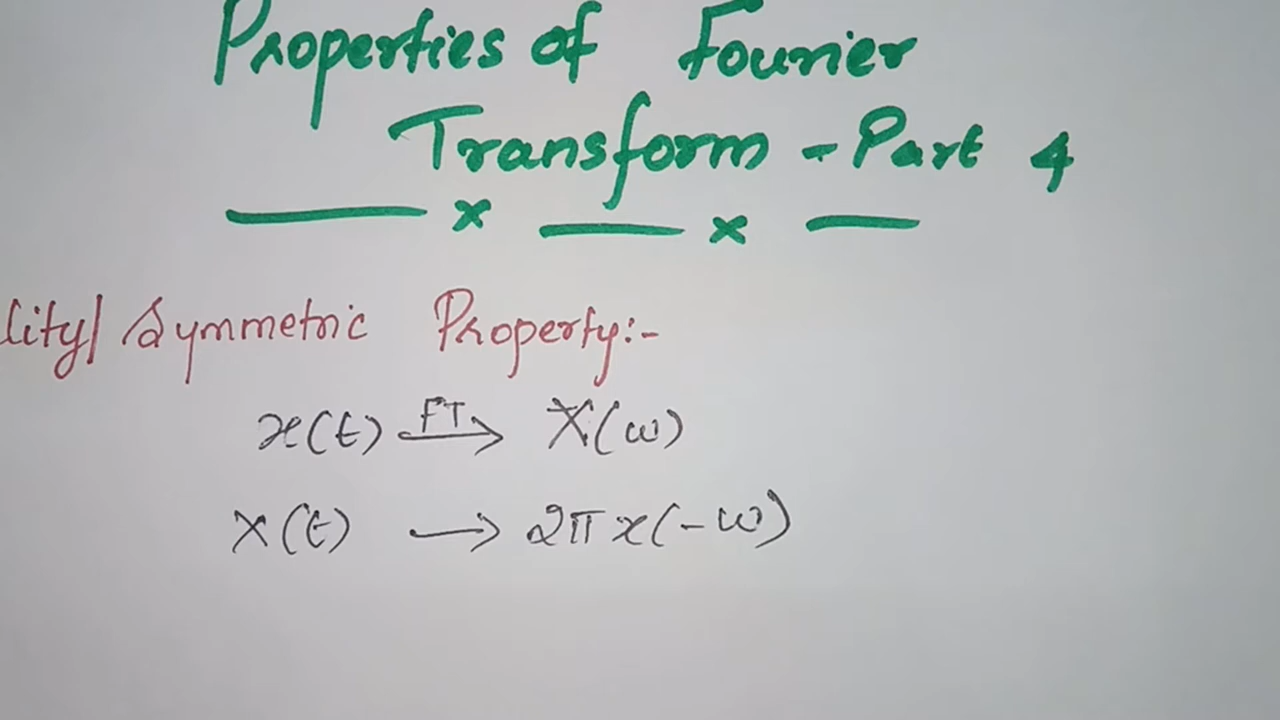 Properties of Fourier
Transform - Part 4
lity/ Symmetric Property:-
x(t) FT→ X(ω)
X(t) → 2π x(-ω)